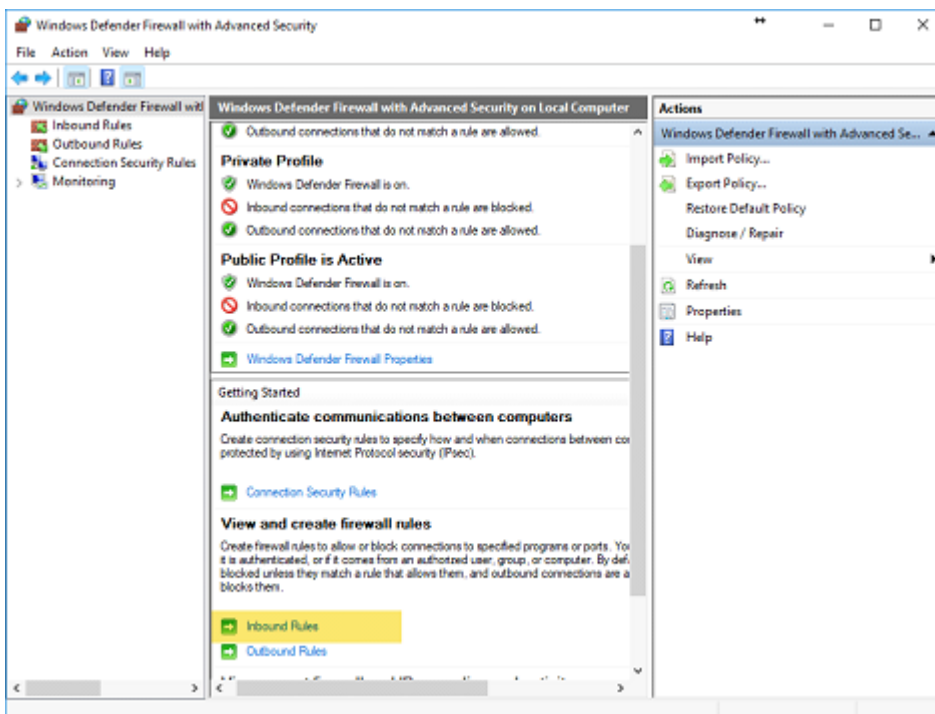 Windows Defender Firewall with Advanced Security
File Action View Help
Windows Defender Firewall wit
Inbound Rules
Outbound Rules
Connection Security Rules
Monitoring
Windows Defender Firewall with Advanced Security on Local Computer
Outbound connections that do not match a rule are allowed.
Private Profile
Windows Defender Firewall is on.
Inbound connections that do not match a rule are blocked.
Outbound connections that do not match a rule are allowed.
Public Profile is Active
Windows Defender Firewall is on.
Inbound connections that do not match a rule are blocked.
Outbound connections that do not match a rule are allowed.
Windows Defender Firewall Properties
Getting Started
Authenticate communications between computers
Create connection security rules to specify how and when connections between co
protected by using Internet Protocol security (IPsec).
Connection Security Rules
View and create firewall rules
Create firewall rules to allow or block connections to specified programs or ports. Yo
it is authenticated, or if it comes from an authorized user, group, or computer. By def
blocked unless they match a rule that allows them, and outbound connections are a
blocks them.
Inbound Rules
Outbound Rules
Actions
Windows Defender Firewall with Advanced Se...
Import Policy...
Export Policy...
Restore Default Policy
Diagnose / Repair
View
Refresh
Properties
Help